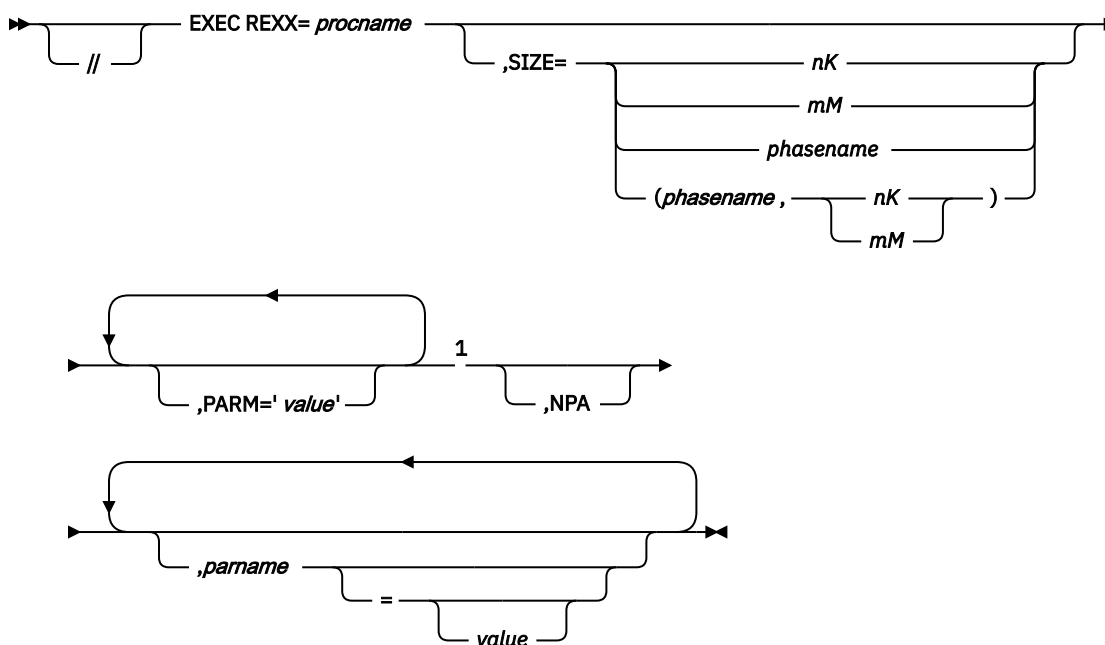 EXEC REXX= procname
//
,SIZE= nK
mM
phasename
(phasename , nK )
mM
1
,PARM=' value'
,NPA
,parname
=
value